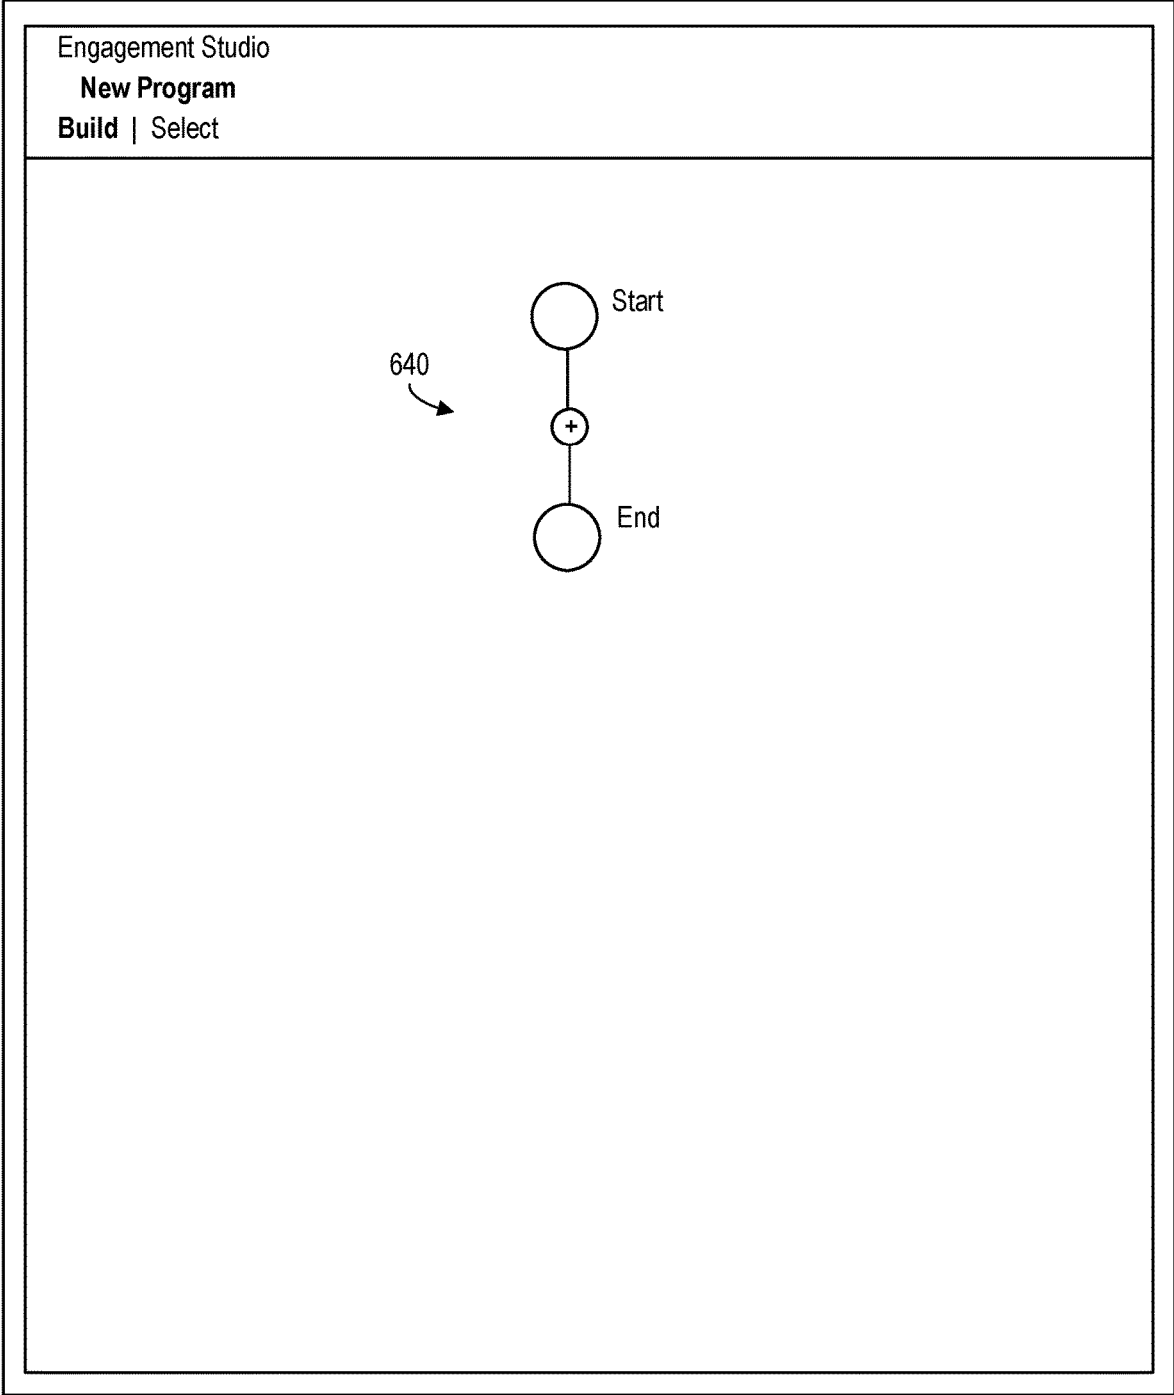 Engagement Studio
New Program
Build | Select
Start
640
+
End